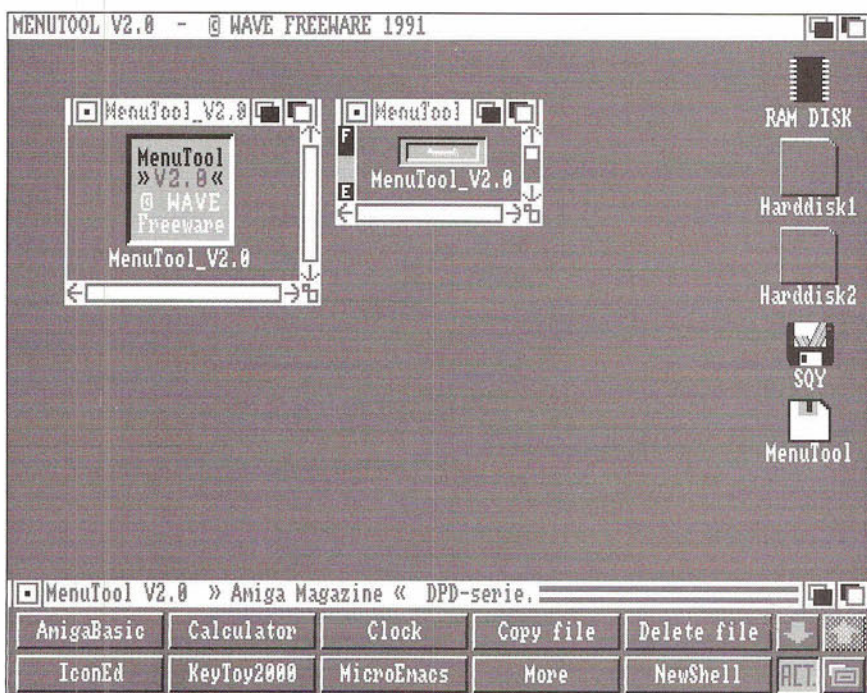 MENUTOOL V2.0 - © WAVE FREEWARE 1991
RAM DISK
Harddisk1
Harddisk2
SQY
MenuTool
MenuTool_V2.0
MenuTool
»V2.0«
© WAVE
Freeware
MenuTool_V2.0
MenuTool
F
E
MenuTool_V2.0
MenuTool V2.0 » Amiga Magazine « DPD-serie.
AmigaBasic Calculator Clock Copy file Delete file
IconEd KeyToy2000 MicroEmacs More NewShell ACT.